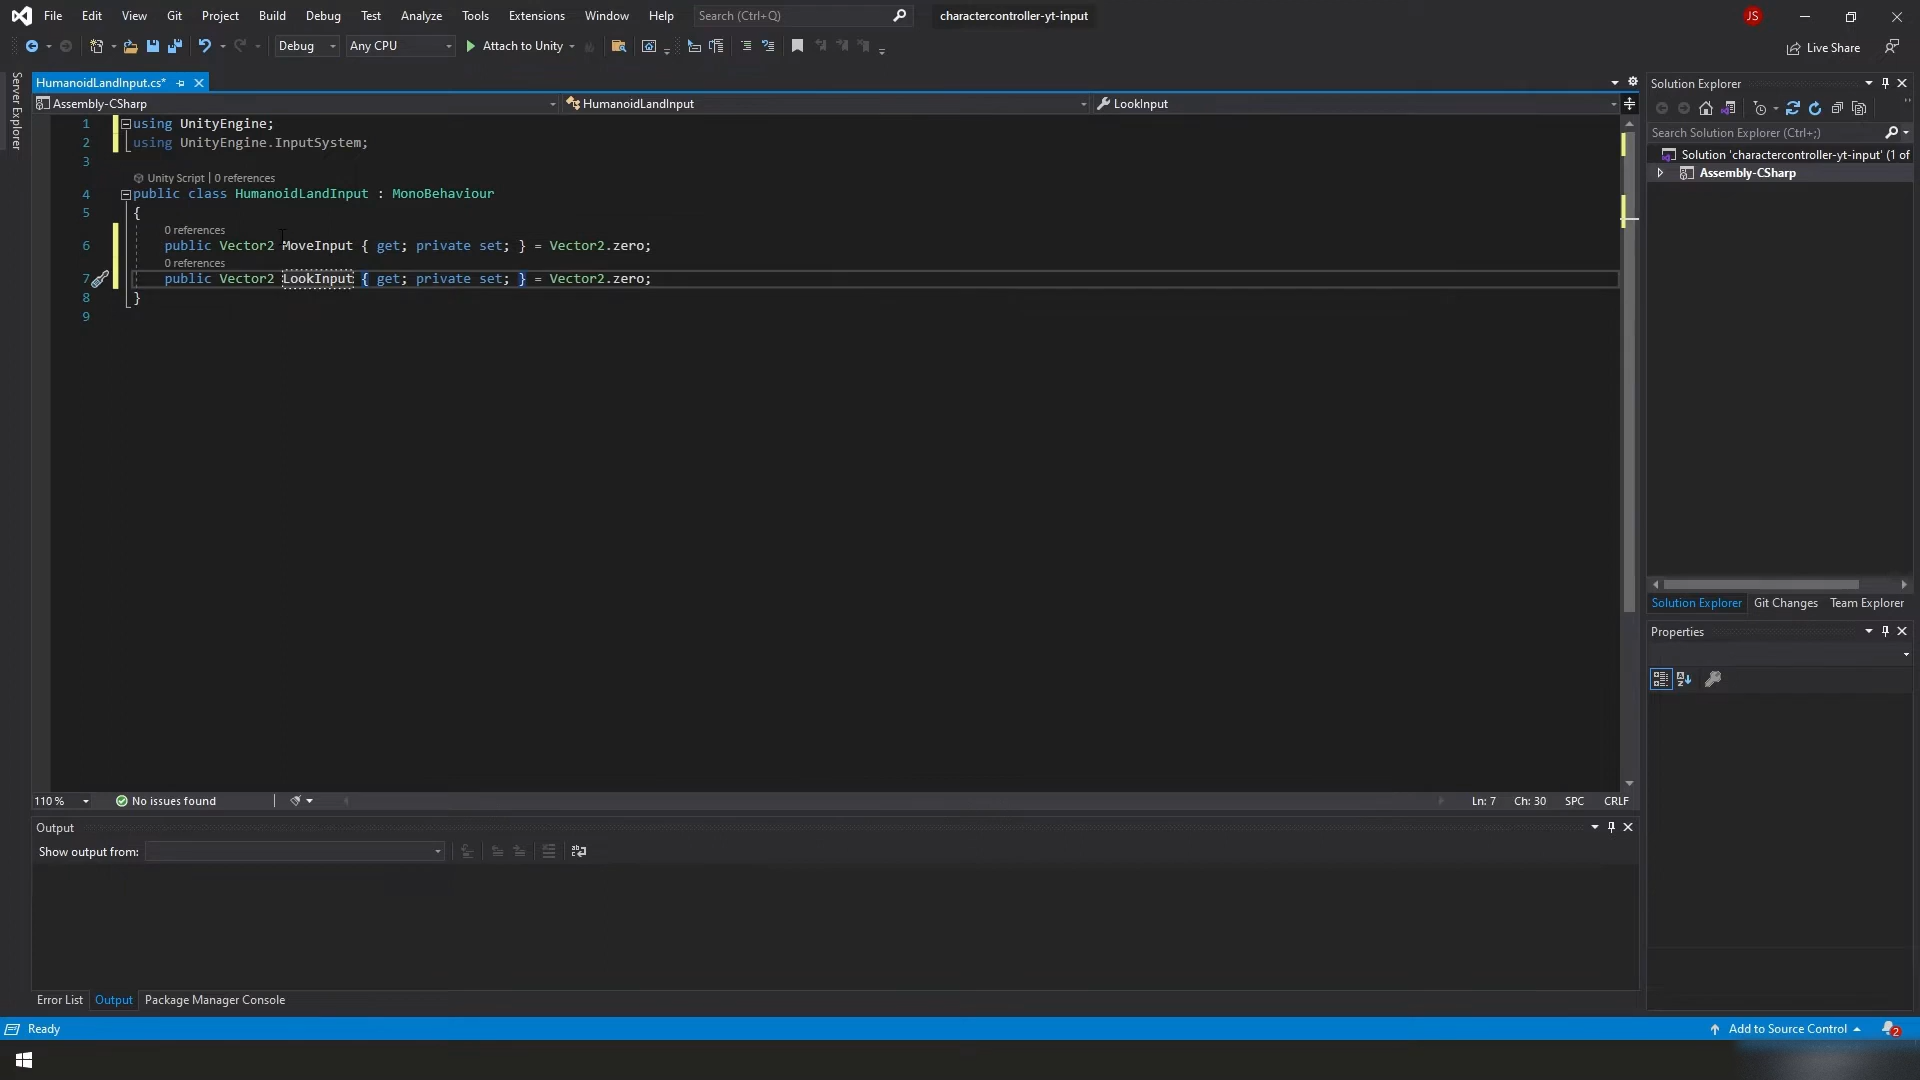 File Edit View Git Project Build Debug Test Analyze Tools Extensions Window Help Search (Ctrl+Q) charactercontroller-yt-input JS
Debug Any CPU Attach to Unity Live Share
Server Explorer
HumanoidLandInput.cs*
Assembly-CSharp HumanoidLandInput LookInput
1 using UnityEngine;
2 using UnityEngine.InputSystem;
3
Unity Script | 0 references
4 public class HumanoidLandInput : MonoBehaviour
5 {
0 references
6 public Vector2 MoveInput { get; private set; } = Vector2.zero;
0 references
7 public Vector2 LookInput { get; private set; } = Vector2.zero;
8 }
9
110 % No issues found Ln: 7 Ch: 30 SPC CRLF
Output
Show output from:
Error List Output Package Manager Console
Solution Explorer
Search Solution Explorer (Ctrl+;)
Solution 'charactercontroller-yt-input' (1 of
Assembly-CSharp
Solution Explorer Git Changes Team Explorer
Properties
Ready Add to Source Control 2